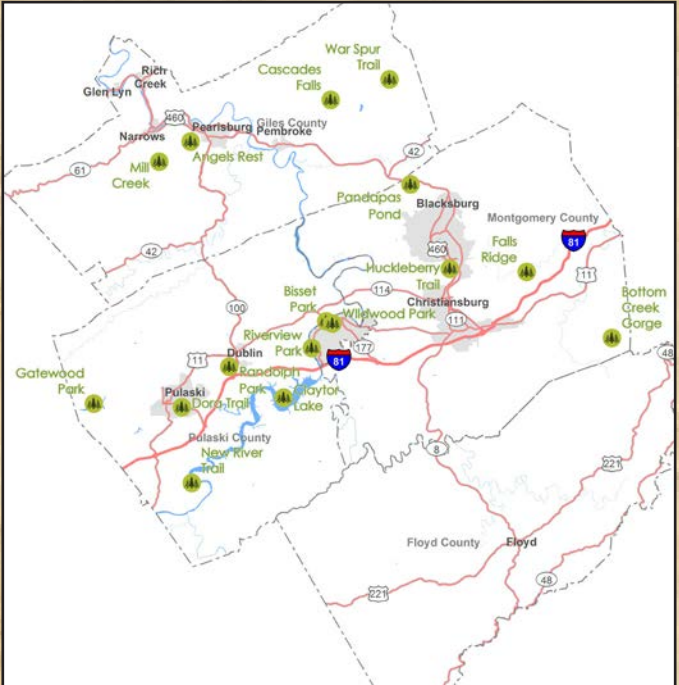 War Spur
Trail
Cascades
Falls
Rich
Creek
Glen Lyn
460
Narrows
Pearisburg
Giles County
Pembroke
Angels Rest
Mill
Creek
61
42
42
Pandapas
Pond
Blacksburg
Montgomery County
460
81
Falls
Ridge
11
Huckleberry
Trail
Bottom
Creek
Gorge
114
Christiansburg
111
100
Bisset
Park
Wildwood Park
177
Riverview
Park
81
48
11
Dublin
Randolph
Park
Claytor
Lake
Gatewood
Park
Pulaski
Dora Trail
Pulaski County
New River
Trail
8
221
Floyd County
Floyd
48
221